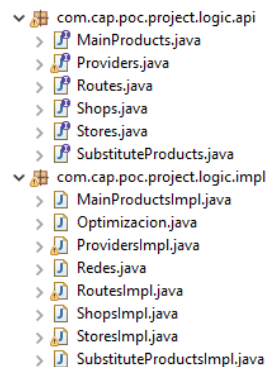 com.cap.poc.project.logic.api
MainProducts.java
Providers.java
Routes.java
Shops.java
Stores.java
SubstituteProducts.java
com.cap.poc.project.logic.impl
MainProductsImpl.java
Optimizacion.java
ProvidersImpl.java
Redes.java
RoutesImpl.java
ShopsImpl.java
StoresImpl.java
SubstituteProductsImpl.java